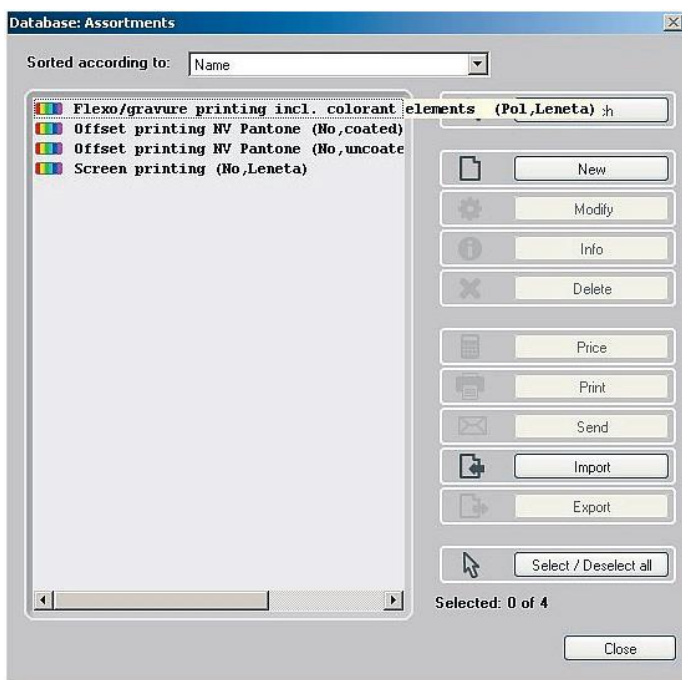 Database: Assortments
Sorted according to: Name
Flexo/gravure printing incl. colorant elements (Pol,Leneta)
Offset printing NV Pantone (No,coated)
Offset printing NV Pantone (No,uncoate
Screen printing (No,Leneta)
New
Modify
Info
Delete
Price
Print
Send
Import
Export
Select / Deselect all
Selected: 0 of 4
Close